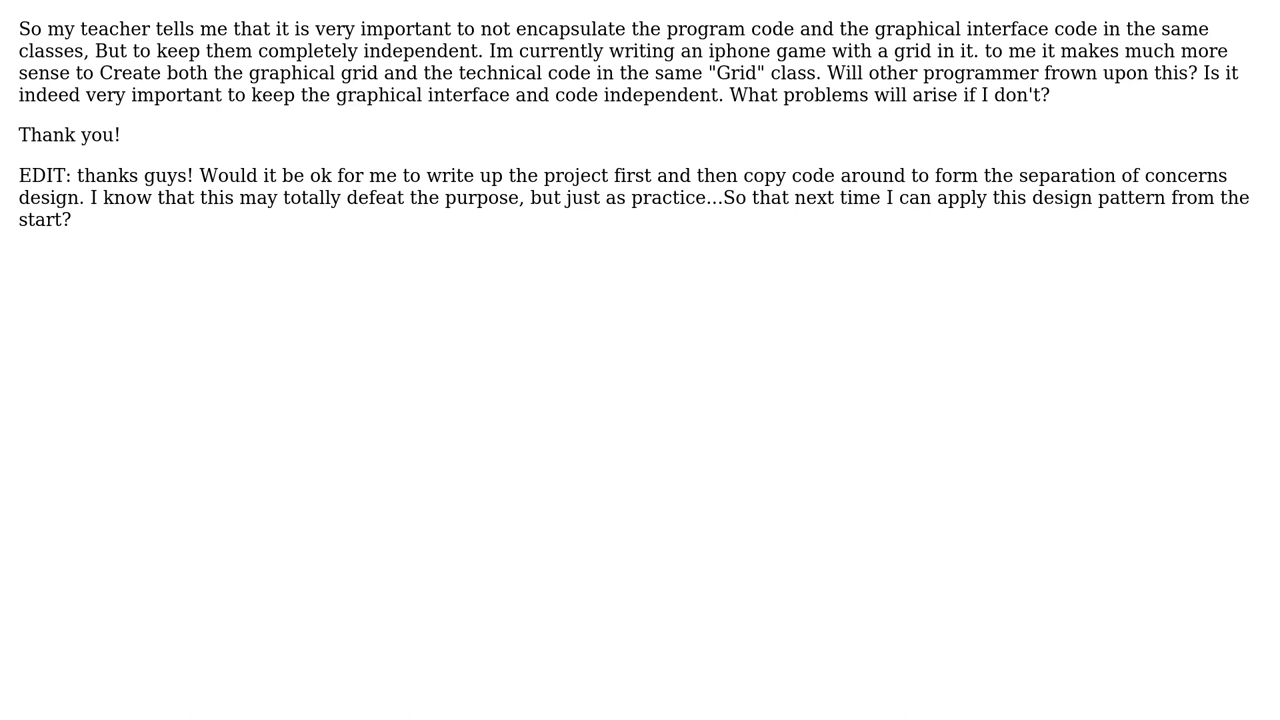 So my teacher tells me that it is very important to not encapsulate the program code and the graphical interface code in the same
classes, But to keep them completely independent. Im currently writing an iphone game with a grid in it. to me it makes much more
sense to Create both the graphical grid and the technical code in the same "Grid" class. Will other programmer frown upon this? Is it
indeed very important to keep the graphical interface and code independent. What problems will arise if I don't?
Thank you!
EDIT: thanks guys! Would it be ok for me to write up the project first and then copy code around to form the separation of concerns
design. I know that this may totally defeat the purpose, but just as practice...So that next time I can apply this design pattern from the
start?